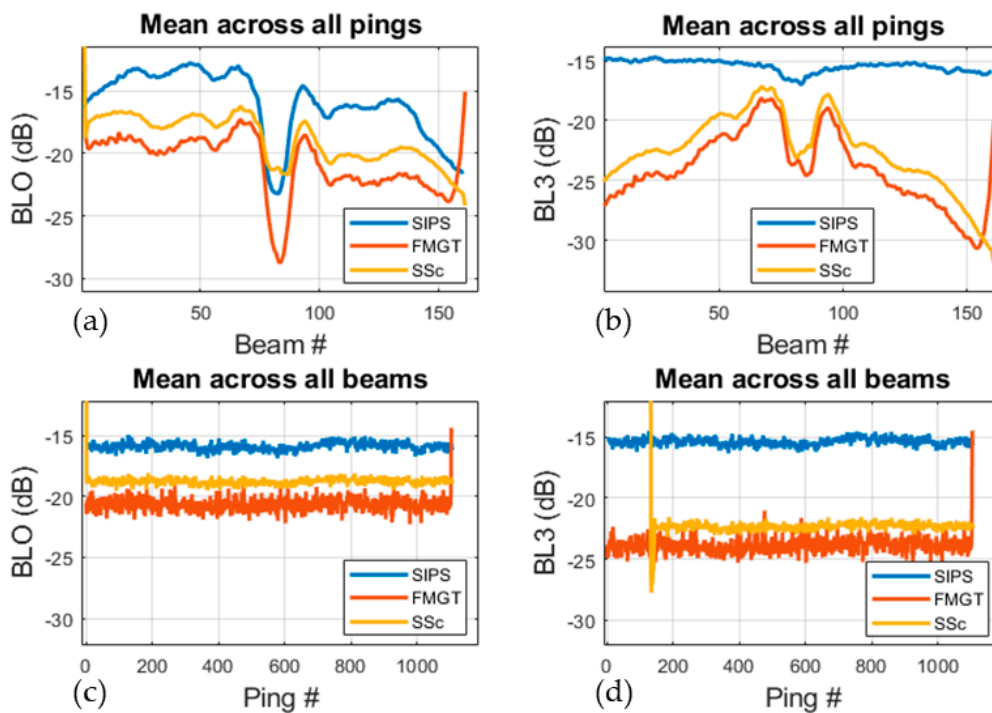 Mean across all pings
BLO (dB)
-15
-20
-25
-30
SIPS
FMGT
SSc
50
100
150
(a)
Beam #
Mean across all pings
BL3 (dB)
-15
-20
-25
-30
SIPS
FMGT
SSc
50
100
150
(b)
Beam #
Mean across all beams
BLO (dB)
-15
-20
-25
-30
SIPS
FMGT
SSc
0
200
400
600
800
1000
(c)
Ping #
Mean across all beams
BL3 (dB)
-15
-20
-25
-30
SIPS
FMGT
SSc
0
200
400
600
800
1000
(d)
Ping #